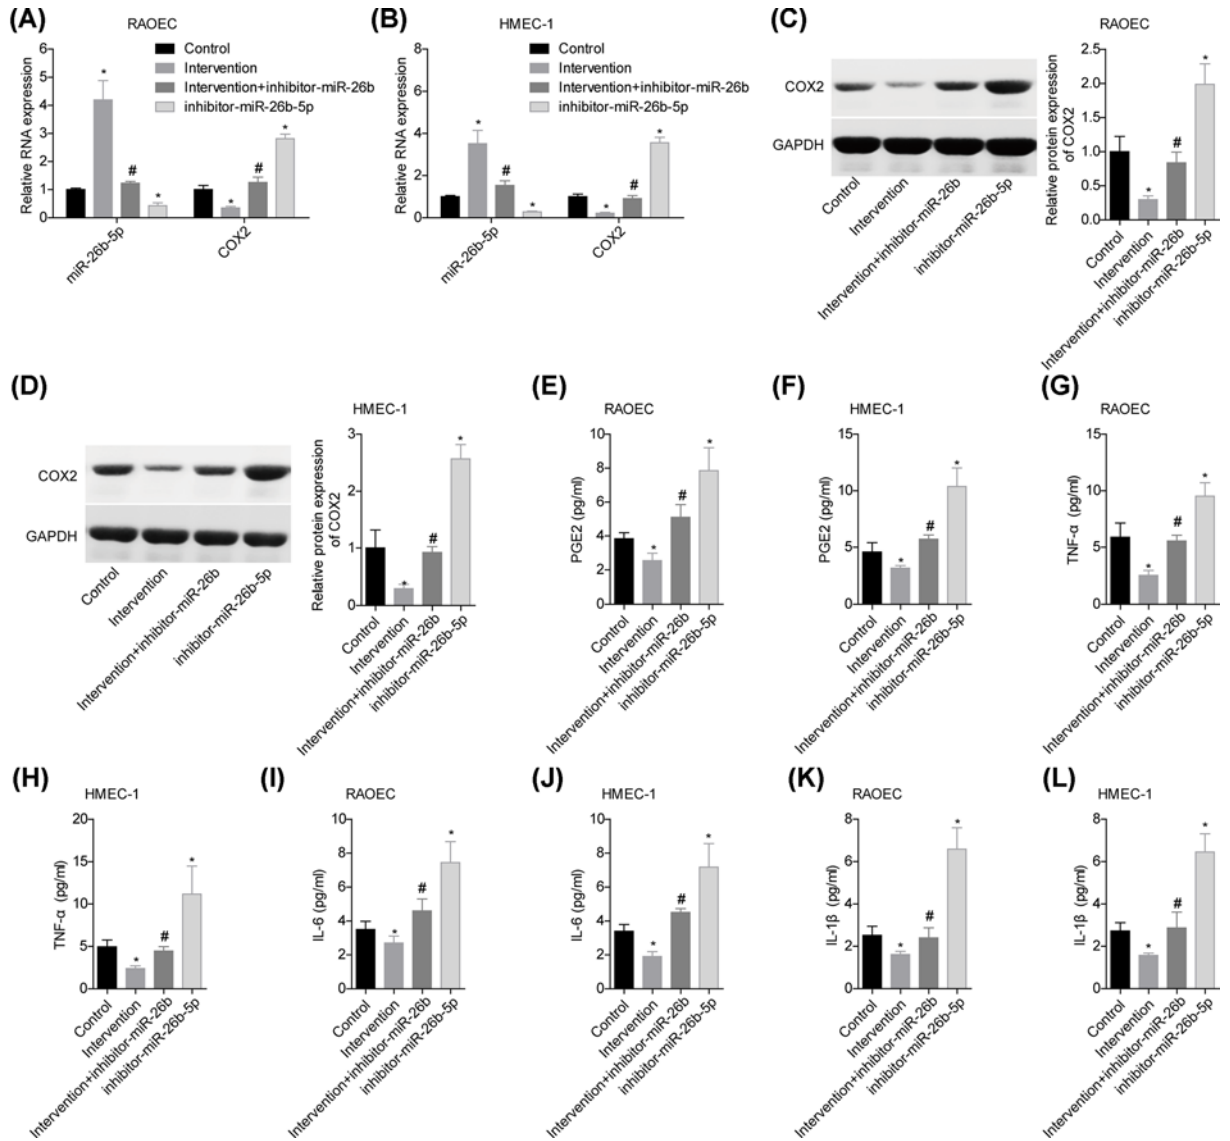 (A)
RAOEC
Relative RNA expression
6
5
4
3
2
1
0
*
#
*
*
#
*
miR-26b-5p
COX2
Control
Intervention
Intervention+inhibitor-miR-26b
inhibitor-miR-26b-5p
(B)
HMEC-1
Relative RNA expression
8
6
4
2
0
*
#
*
*
#
*
miR-26b-5p
COX2
(C)
COX2
GAPDH
Control
Intervention
Intervention+inhibitor-miR-26b
inhibitor-miR-26b-5p
RAOEC
Relative protein expression
of COX2
2.5
2.0
1.5
1.0
0.5
0.0
*
#
*
Control
Intervention
Intervention+inhibitor-miR-26b
inhibitor-miR-26b-5p
(D)
COX2
GAPDH
Control
Intervention
Intervention+inhibitor-miR-26b
inhibitor-miR-26b-5p
HMEC-1
Relative protein expression
of COX2
3
2
1
0
*
#
*
Control
Intervention
Intervention+inhibitor-miR-26b
inhibitor-miR-26b-5p
(E)
RAOEC
PGE2 (pg/ml)
10
8
6
4
2
0
*
#
*
Control
Intervention
Intervention+inhibitor-miR-26b
inhibitor-miR-26b-5p
(F)
HMEC-1
PGE2 (pg/ml)
15
10
5
0
*
#
*
Control
Intervention
Intervention+inhibitor-miR-26b
inhibitor-miR-26b-5p
(G)
RAOEC
TNF-α (pg/ml)
15
10
5
0
*
#
*
Control
Intervention
Intervention+inhibitor-miR-26b
inhibitor-miR-26b-5p
(H)
HMEC-1
TNF-α (pg/ml)
20
15
10
5
0
*
#
*
Control
Intervention
Intervention+inhibitor-miR-26b
inhibitor-miR-26b-5p
(I)
RAOEC
IL-6 (pg/ml)
10
8
6
4
2
0
*
#
*
Control
Intervention
Intervention+inhibitor-miR-26b
inhibitor-miR-26b-5p
(J)
HMEC-1
IL-6 (pg/ml)
10
8
6
4
2
0
*
#
*
Control
Intervention
Intervention+inhibitor-miR-26b
inhibitor-miR-26b-5p
(K)
RAOEC
IL-1β (pg/ml)
8
6
4
2
0
*
#
*
Control
Intervention
Intervention+inhibitor-miR-26b
inhibitor-miR-26b-5p
(L)
HMEC-1
IL-1β (pg/ml)
8
6
4
2
0
*
#
*
Control
Intervention
Intervention+inhibitor-miR-26b
inhibitor-miR-26b-5p